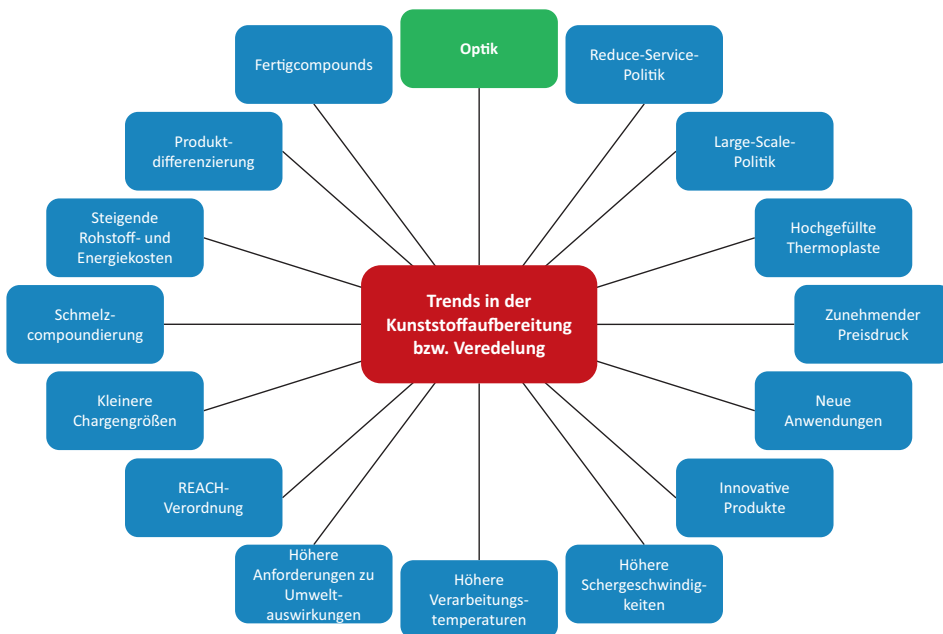 Optik
Reduce-Service-
Politik
Large-Scale-
Politik
Hochgefüllte
Thermoplaste
Zunehmender
Preisdruck
Neue
Anwendungen
Innovative
Produkte
Höhere
Schergeschwindig-
keiten
Höhere
Verarbeitungs-
temperaturen
Höhere
Anforderungen zu
Umwelt-
auswirkungen
REACH-
Verordnung
Kleinere
Chargengrößen
Schmelz-
compoundierung
Steigende
Rohstoff- und
Energiekosten
Produkt-
differenzierung
Fertigcompounds
Trends in der
Kunststoffaufbereitung
bzw. Veredelung